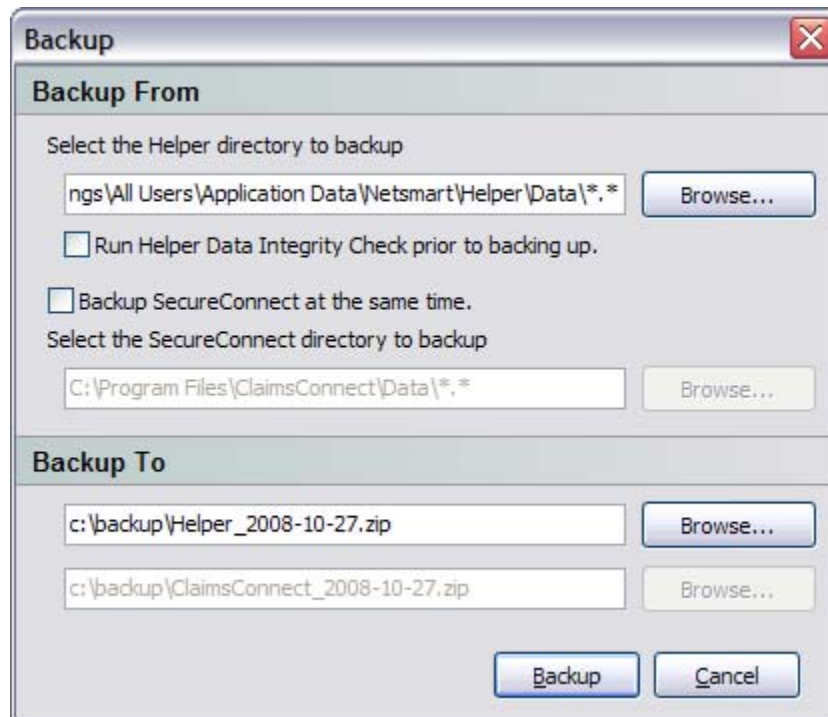 Backup
Backup From
Select the Helper directory to backup
ngs\All Users\Application Data\Netsmart\Helper\Data\*.* Browse...
Run Helper Data Integrity Check prior to backing up.
Backup SecureConnect at the same time.
Select the SecureConnect directory to backup
C:\Program Files\ClaimsConnect\Data\*.* Browse...
Backup To
c:\backup\Helper_2008-10-27.zip Browse...
c:\backup\ClaimsConnect_2008-10-27.zip Browse...
Backup Cancel